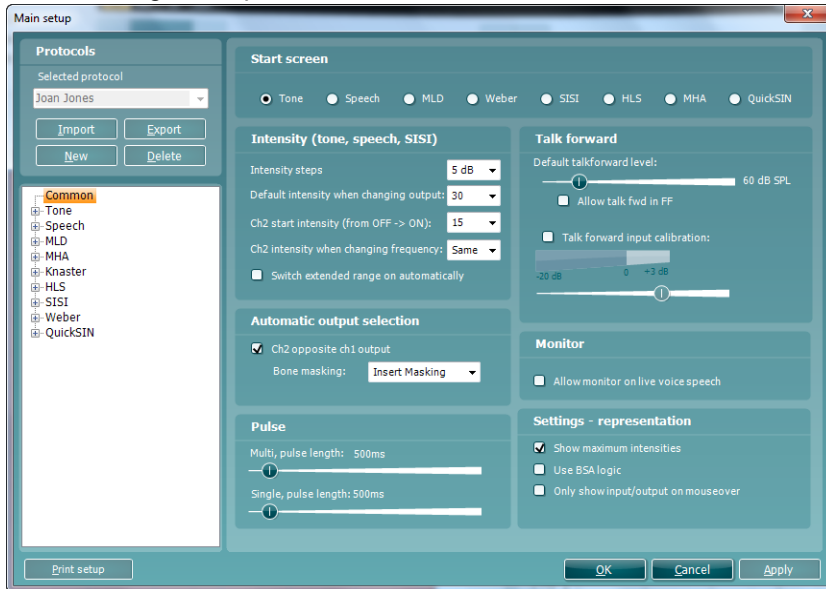 Main setup
Protocols
Selected protocol
Joan Jones
Import Export
New Delete
Common
Tone
Speech
MLD
MHA
Knaster
HLS
SISI
Weber
QuickSIN
Start screen
Tone Speech MLD Weber SISI HLS MHA QuickSIN
Intensity (tone, speech, SISI)
Intensity steps 5 dB
Default intensity when changing output: 30
Ch2 start intensity (from OFF -> ON): 15
Ch2 intensity when changing frequency: Same
Switch extended range on automatically
Automatic output selection
Ch2 opposite ch1 output
Bone masking: Insert Masking
Pulse
Multi, pulse length: 500ms
Single, pulse length: 500ms
Talk forward
Default talkforward level:
60 dB SPL
Allow talk fwd in FF
Talk forward input calibration:
-20 dB 0 +3 dB
Monitor
Allow monitor on live voice speech
Settings - representation
Show maximum intensities
Use BSA logic
Only show input/output on mouseover
Print setup OK Cancel Apply